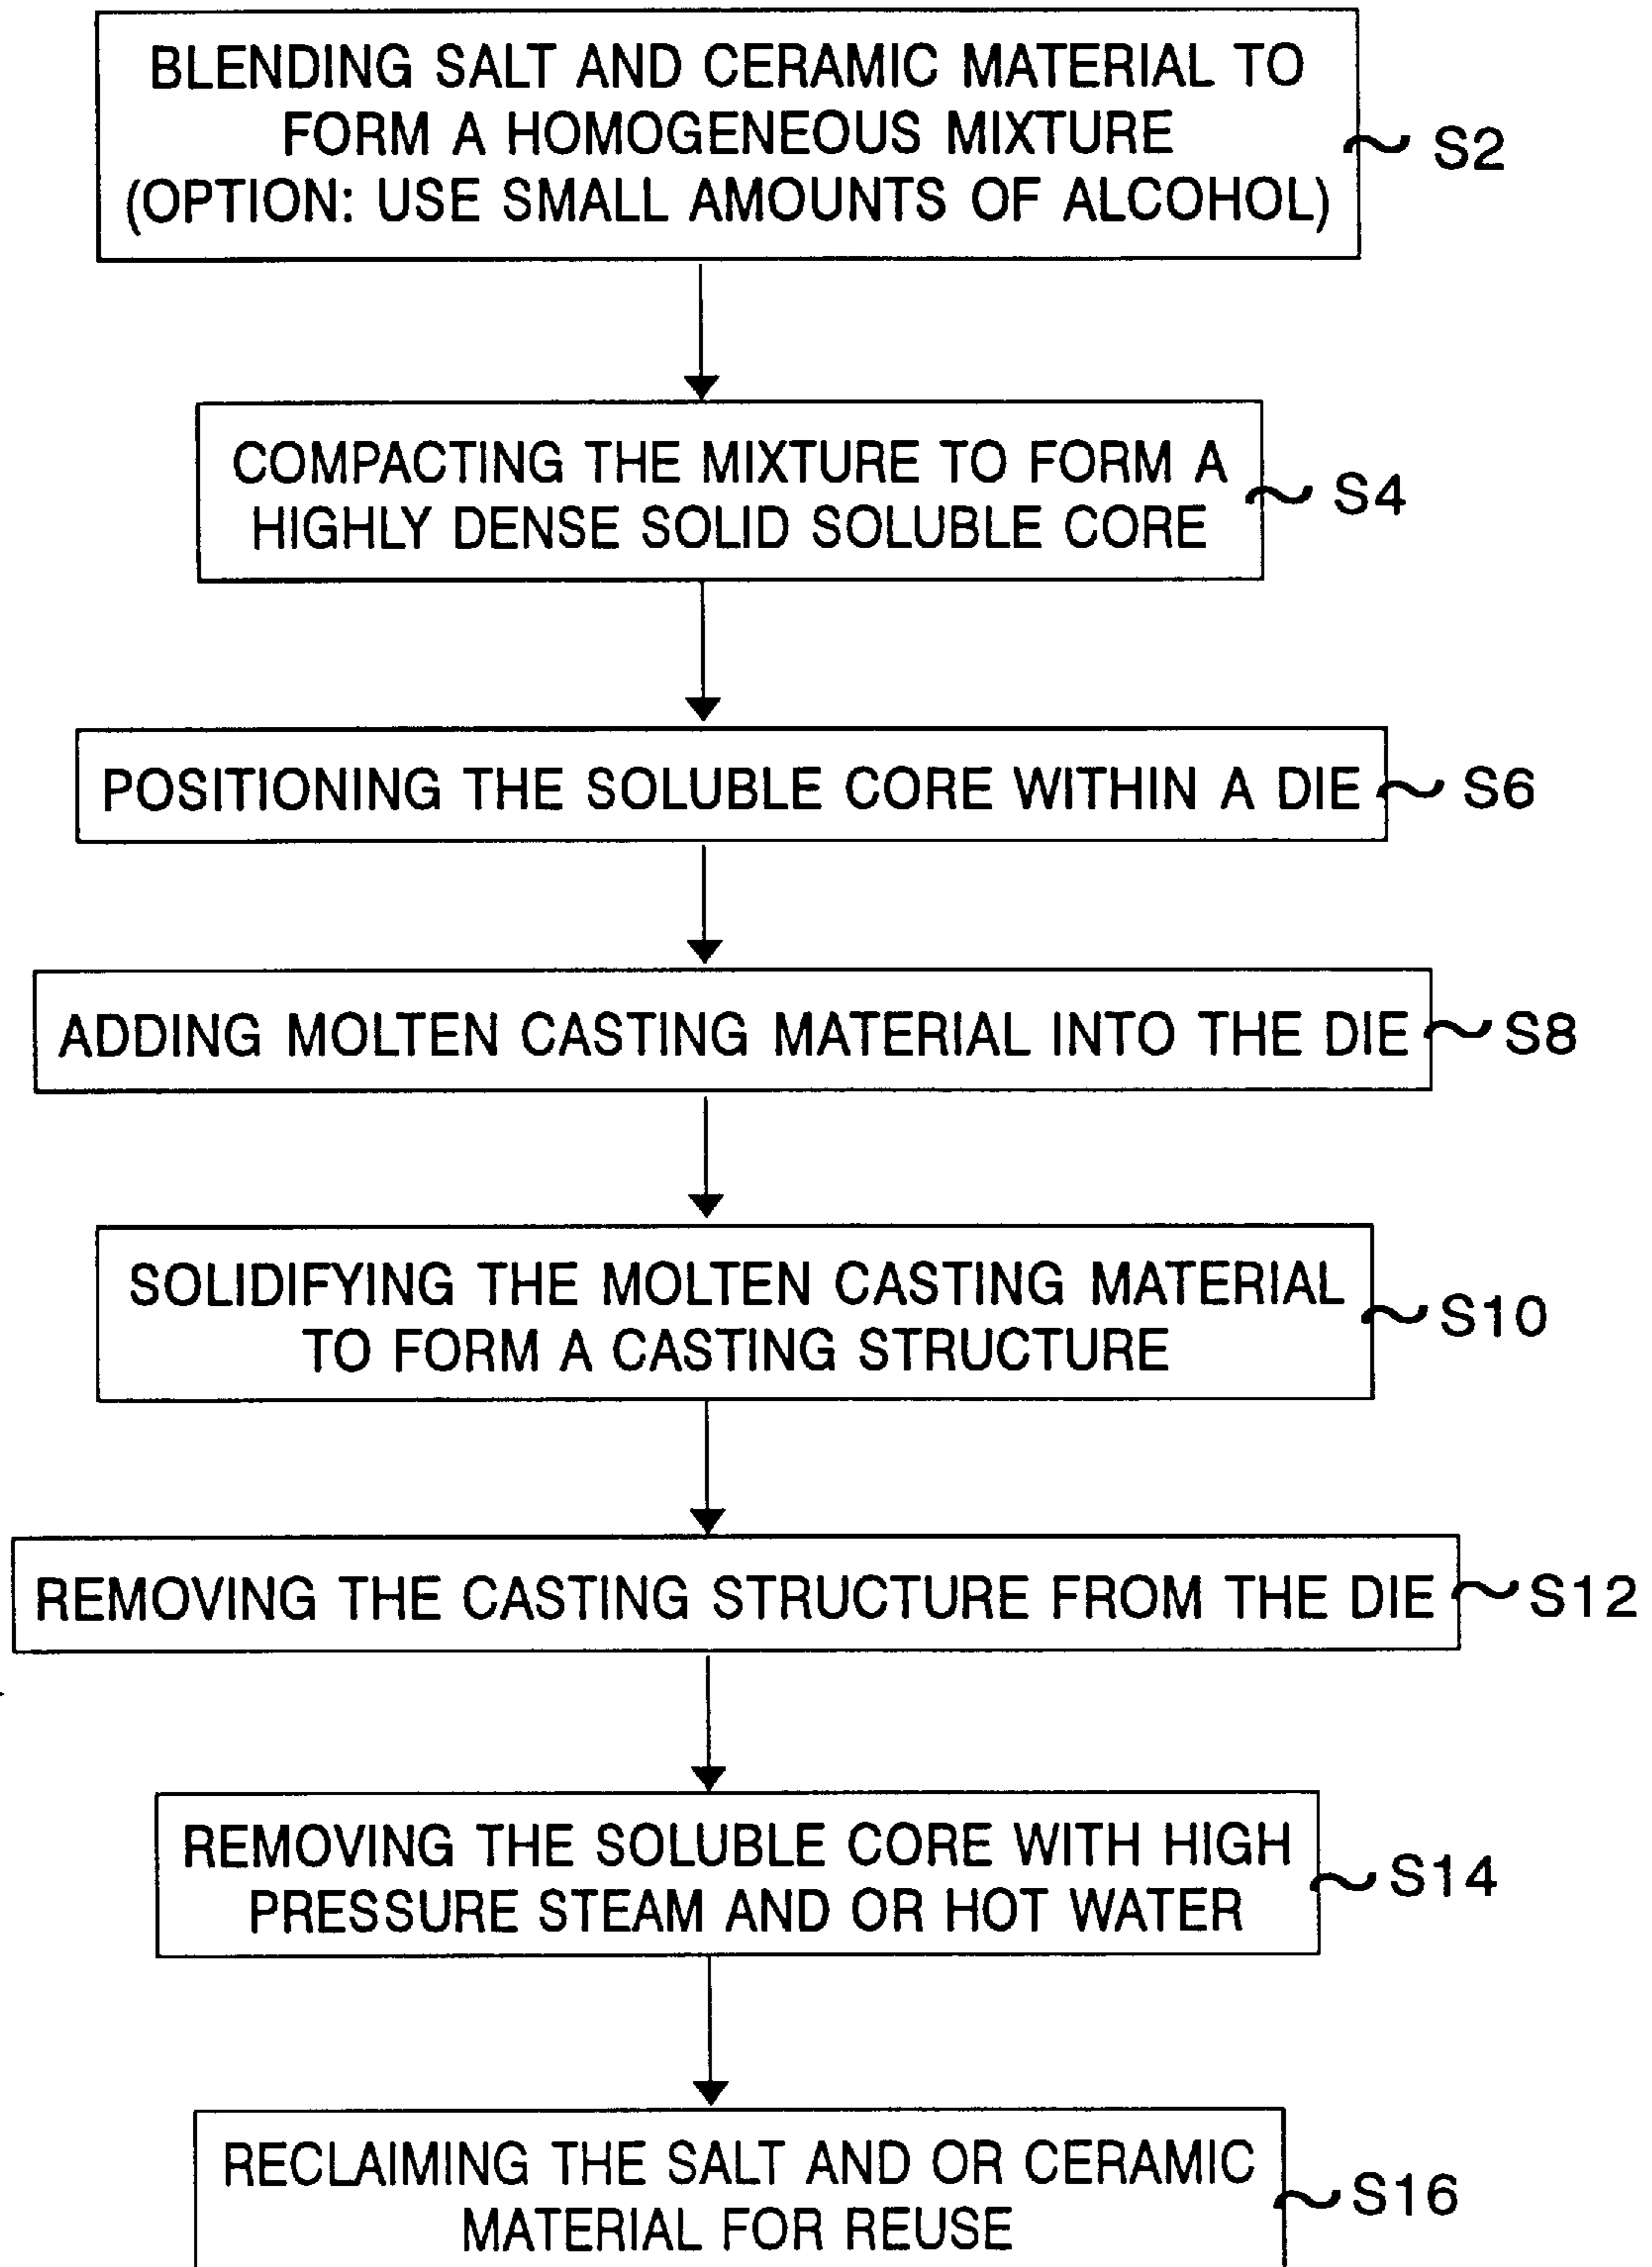 BLENDING SALT AND CERAMIC MATERIAL TO
FORM A HOMOGENEOUS MIXTURE
(OPTION: USE SMALL AMOUNTS OF ALCOHOL)
S2
COMPACTING THE MIXTURE TO FORM A
HIGHLY DENSE SOLID SOLUBLE CORE
S4
POSITIONING THE SOLUBLE CORE WITHIN A DIE
S6
ADDING MOLTEN CASTING MATERIAL INTO THE DIE
S8
SOLIDIFYING THE MOLTEN CASTING MATERIAL
TO FORM A CASTING STRUCTURE
S10
REMOVING THE CASTING STRUCTURE FROM THE DIE
S12
REMOVING THE SOLUBLE CORE WITH HIGH
PRESSURE STEAM AND OR HOT WATER
S14
RECLAIMING THE SALT AND OR CERAMIC
MATERIAL FOR REUSE
S16